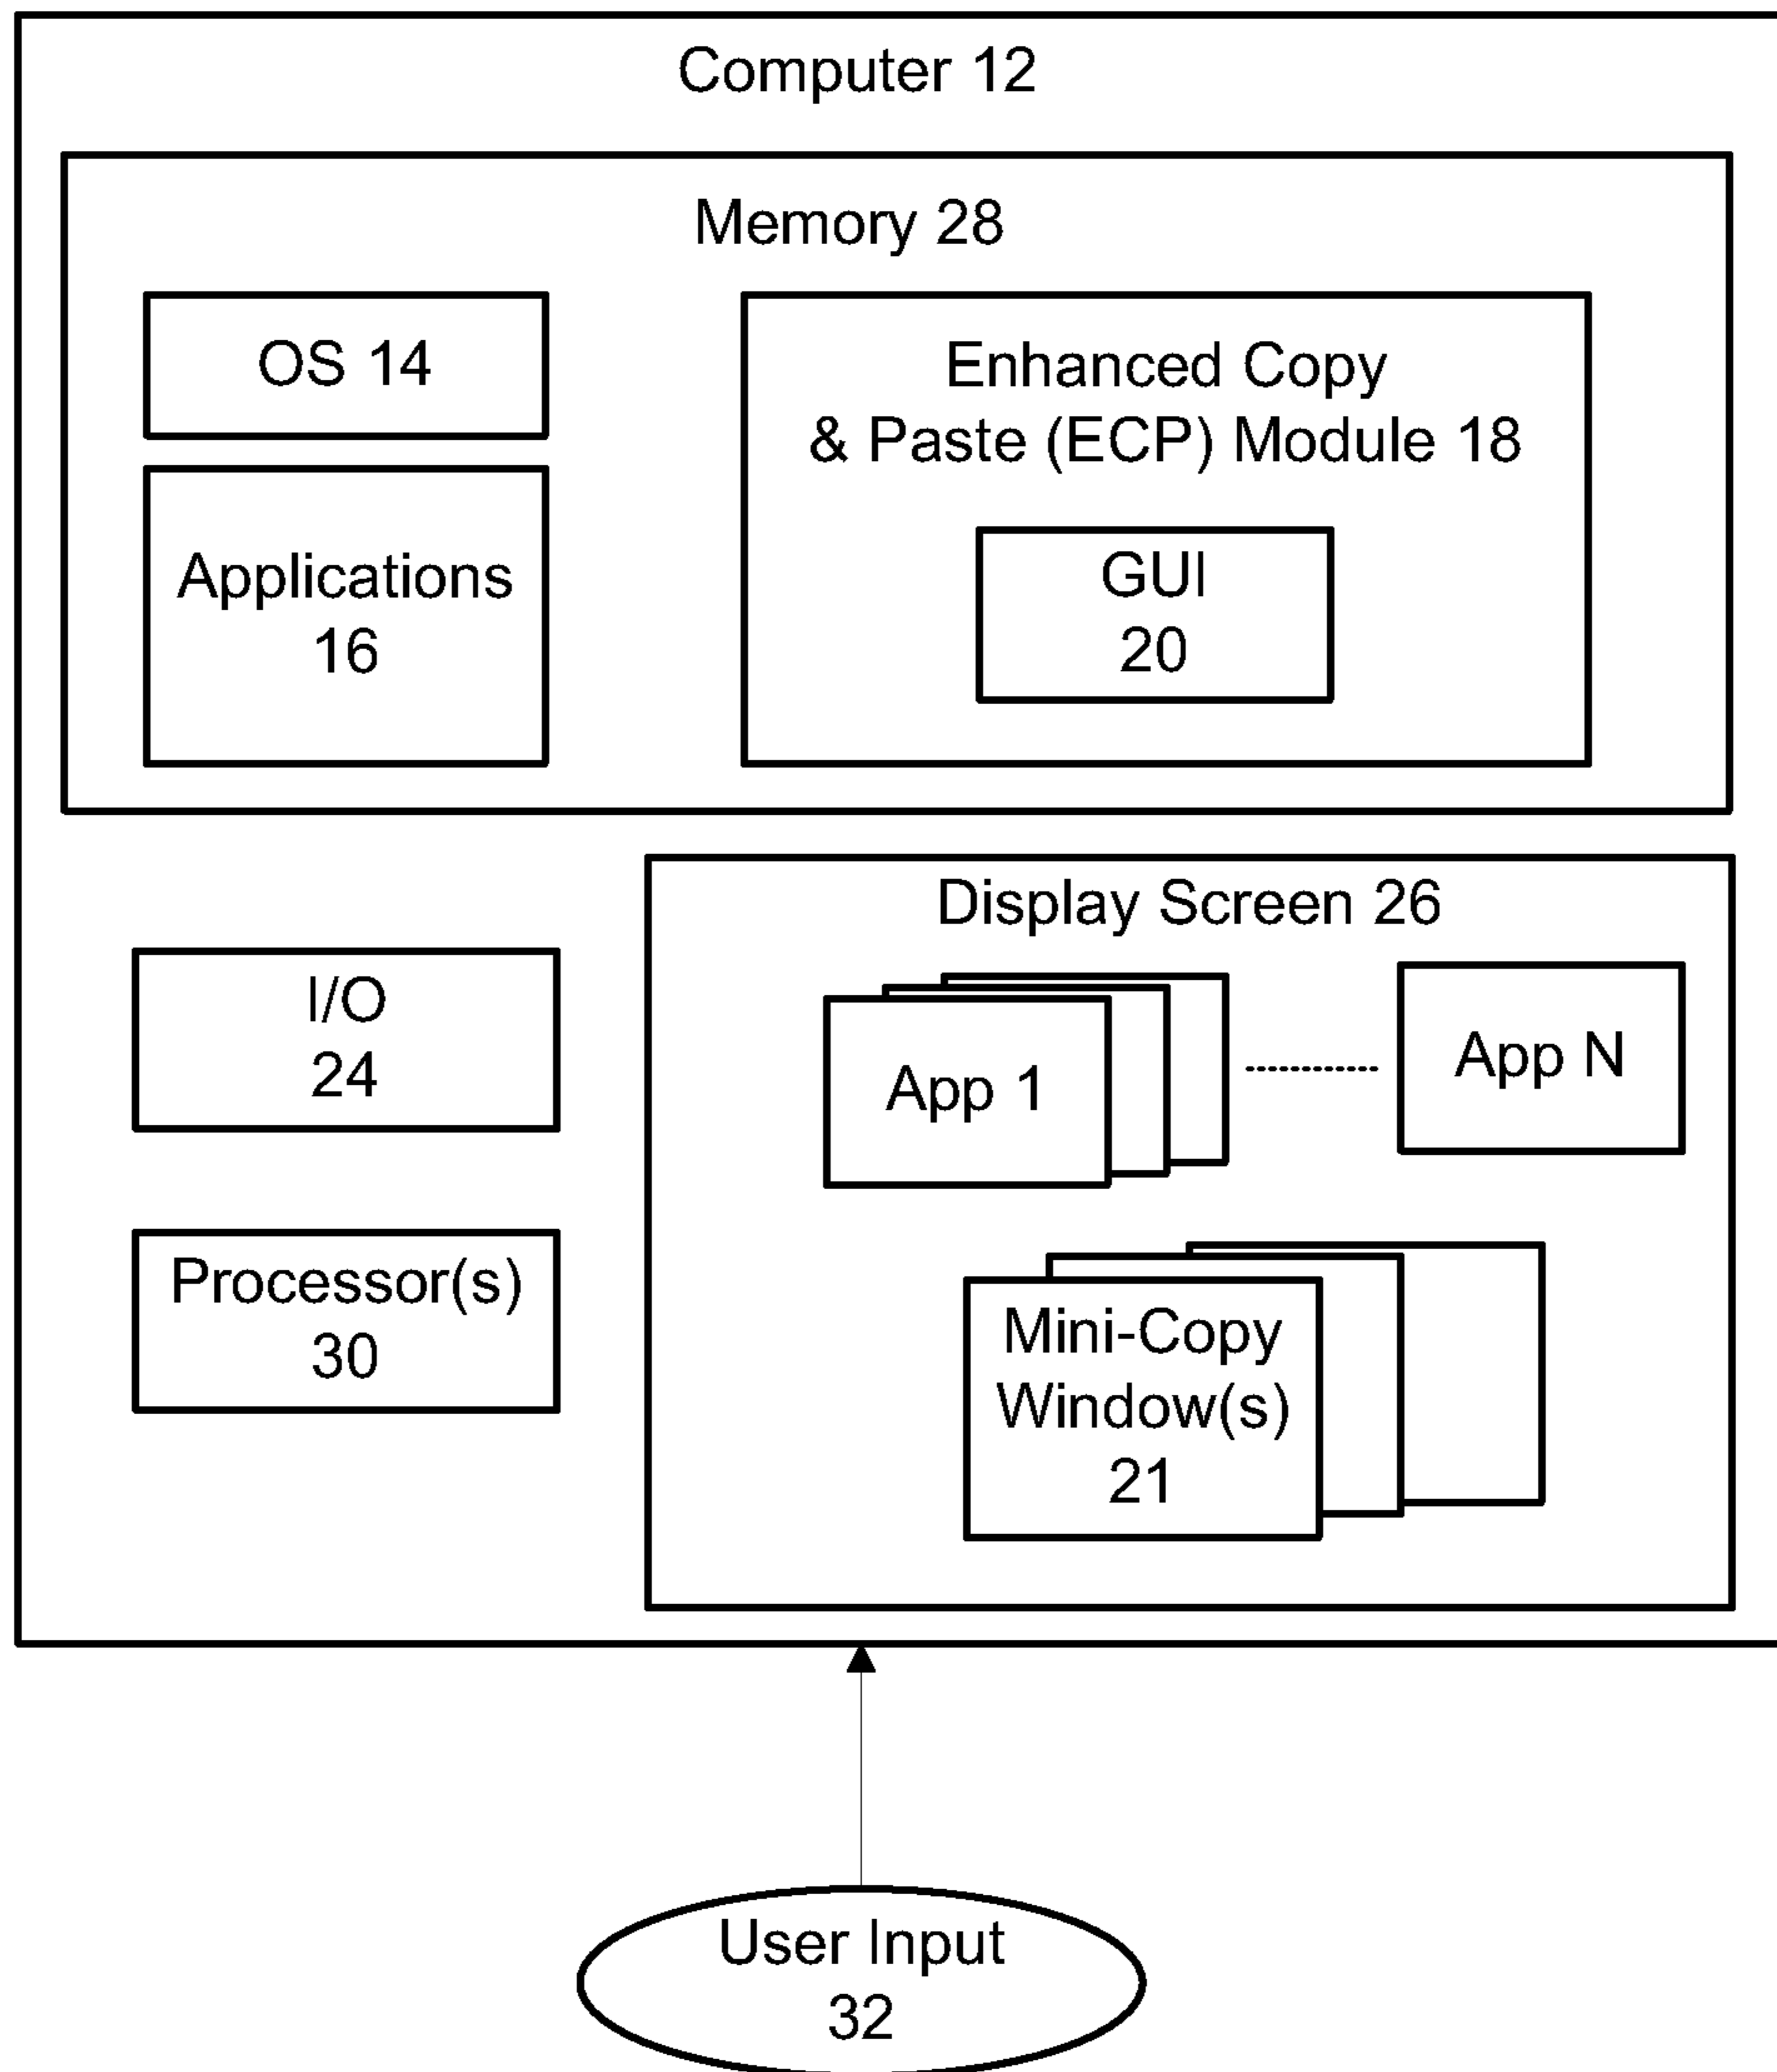 Computer 12
Memory 28
OS 14
Applications
16
Enhanced Copy
& Paste (ECP) Module 18
GUI
20
I/O
24
Processor(s)
30
Display Screen 26
App 1
App N
Mini-Copy
Window(s)
21
User Input
32